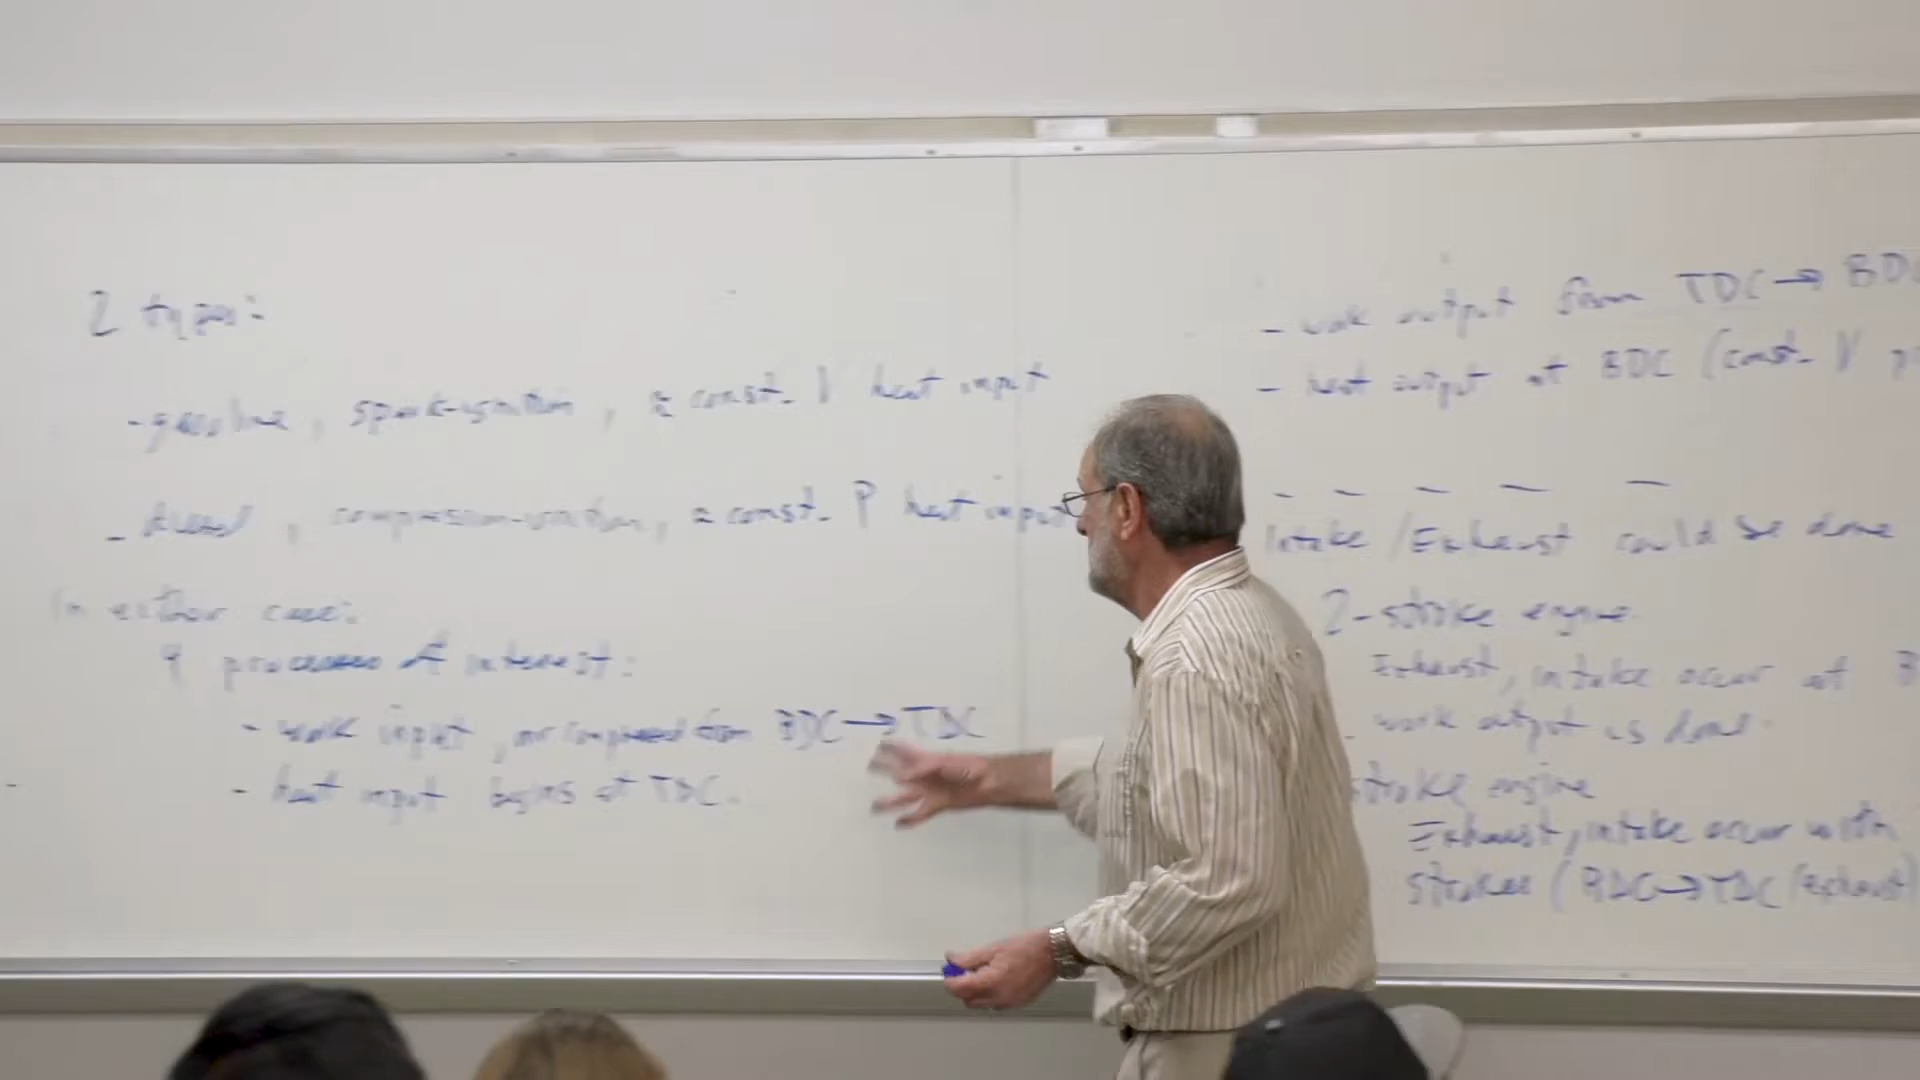 2 types:
- gasoline, spark-ignition, ≈ const. V heat input
- diesel, compression-ignition, ≈ const. P heat input
In either case:
4 processes of interest:
- work input, or compressed from BDC → TDC
- heat input begins at TDC.
- work output from TDC → BDC
- heat output at BDC (const. V
Intake/Exhaust could be done
2-stroke engine
Exhaust, intake occur at
work output is done
stroke engine
Exhaust, intake occur with
strokes (BDC → TDC (exhaust)